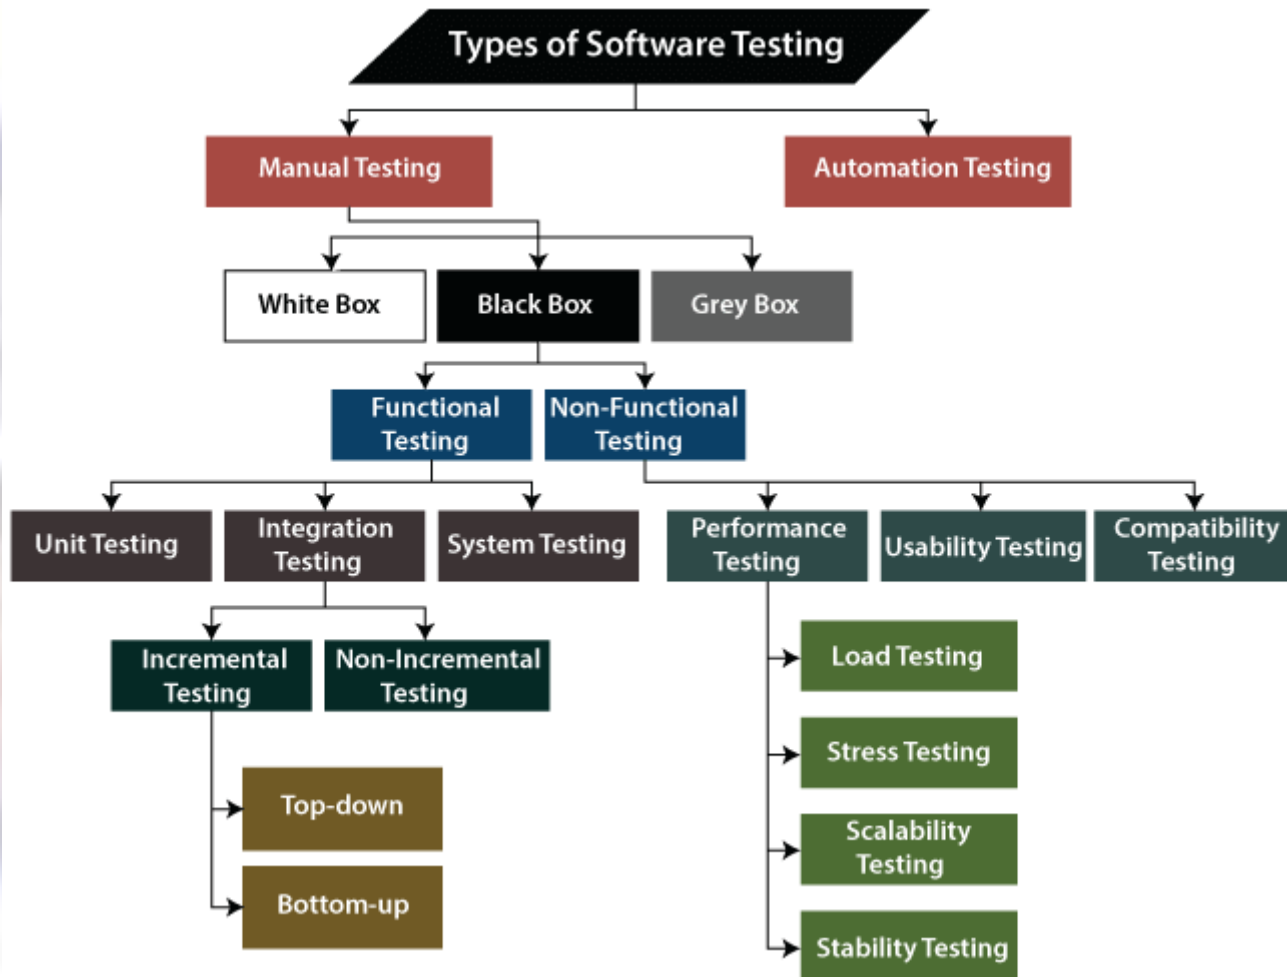 Types of Software Testing
Manual Testing
Automation Testing
White Box
Black Box
Grey Box
Functional
Testing
Non-Functional
Testing
Unit Testing
Integration
Testing
System Testing
Performance
Testing
Usability Testing
Compatibility
Testing
Incremental
Testing
Non-Incremental
Testing
Load Testing
Stress Testing
Top-down
Scalability
Testing
Bottom-up
Stability Testing